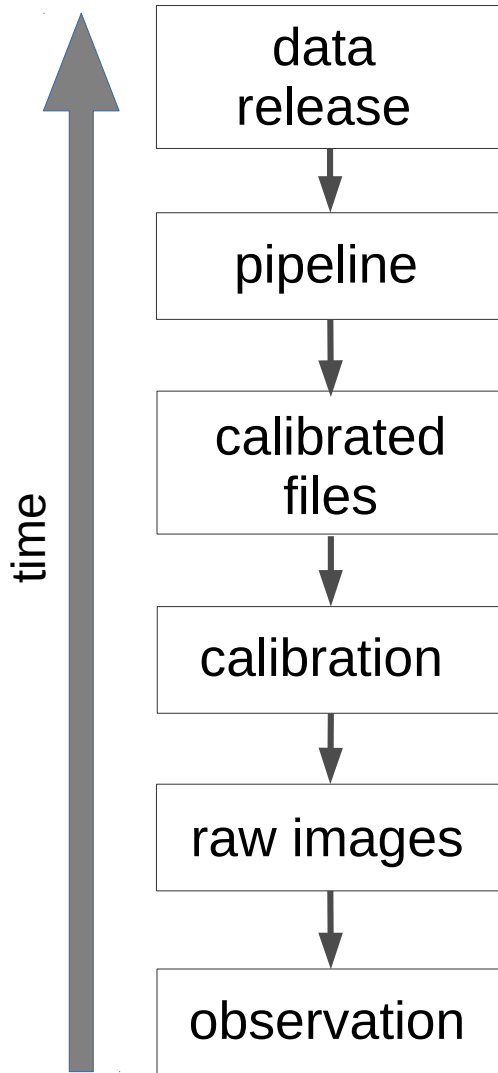 data
release
pipeline
calibrated
files
time
calibration
raw images
observation